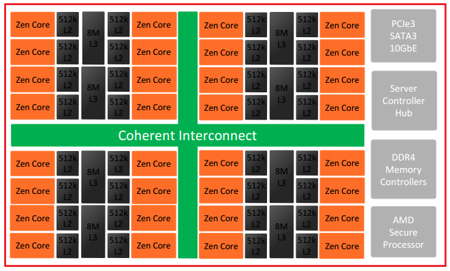 Zen Core 512k L2 8M L3 512k L2 Zen Core Zen Core 512k L2 8M L3 512k L2 Zen Core
Zen Core 512k L2 512k L2 Zen Core Zen Core 512k L2 512k L2 Zen Core
Zen Core 512k L2 8M L3 512k L2 Zen Core Zen Core 512k L2 8M L3 512k L2 Zen Core
Zen Core 512k L2 512k L2 Zen Core Zen Core 512k L2 512k L2 Zen Core
Coherent Interconnect
Zen Core 512k L2 8M L3 512k L2 Zen Core Zen Core 512k L2 8M L3 512k L2 Zen Core
Zen Core 512k L2 512k L2 Zen Core Zen Core 512k L2 512k L2 Zen Core
Zen Core 512k L2 8M L3 512k L2 Zen Core Zen Core 512k L2 8M L3 512k L2 Zen Core
Zen Core 512k L2 512k L2 Zen Core Zen Core 512k L2 512k L2 Zen Core
PCIe3
SATA3
10GbE
Server
Controller
Hub
DDR4
Memory
Controllers
AMD
Secure
Processor